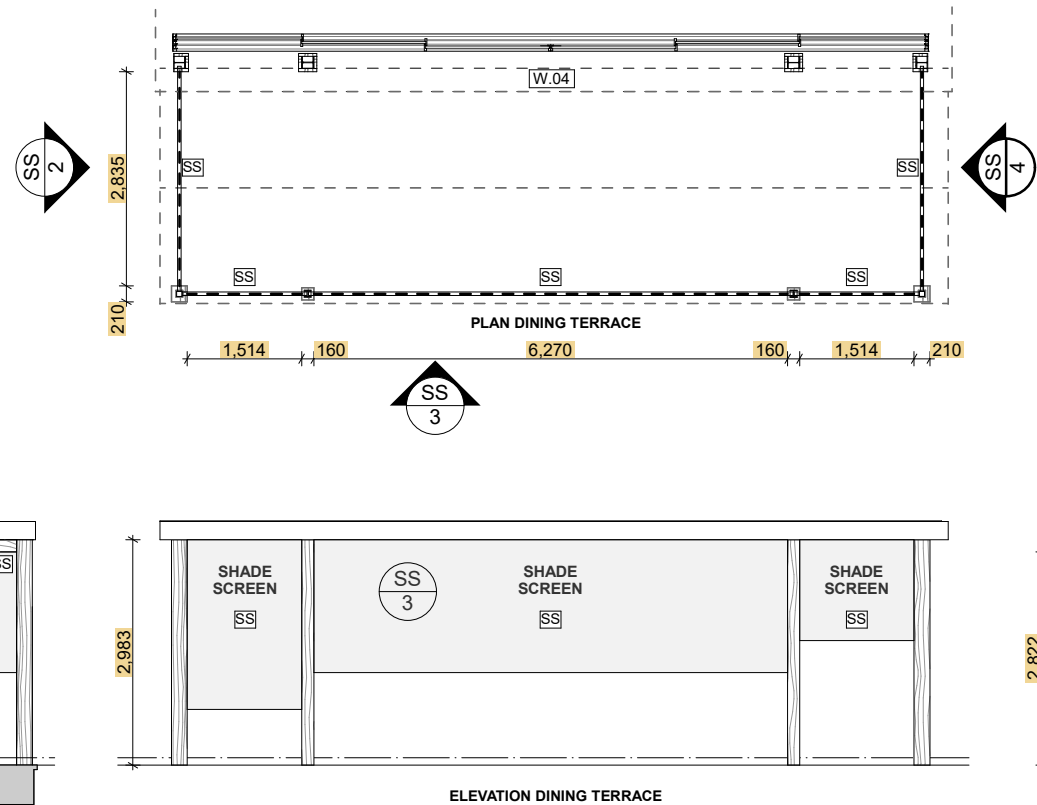 W.04
SS
2
2,835
SS
SS
SS
4
SS
SS
SS
210
PLAN DINING TERRACE
1,514
160
6,270
160
1,514
210
SS
3
SS
SHADE
SCREEN
SS
SS
3
SHADE
SCREEN
SS
SHADE
SCREEN
SS
2,983
2,822
ELEVATION DINING TERRACE